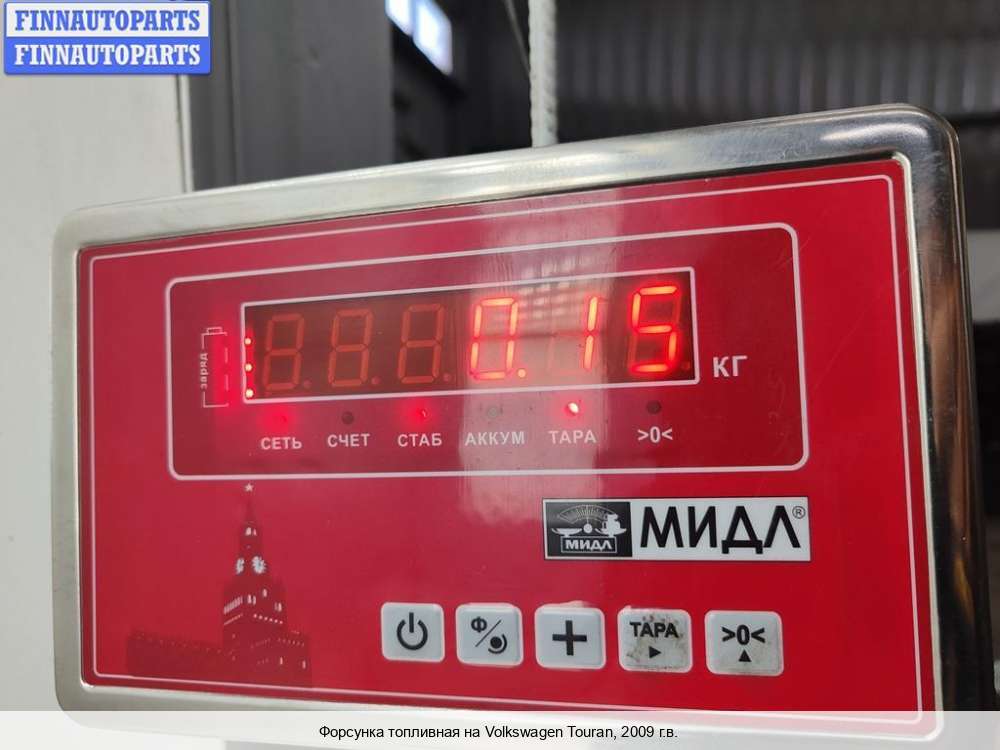 FINNAUTOPARTS
FINNAUTOPARTS
0.15
КГ
заряд
СЕТЬ СЧЕТ СТАБ АККУМ ТАРА >0<
МИДЛ МИДЛ®
Ф
ТАРА >0<
Форсунка топливная на Volkswagen Touran, 2009 г.в.